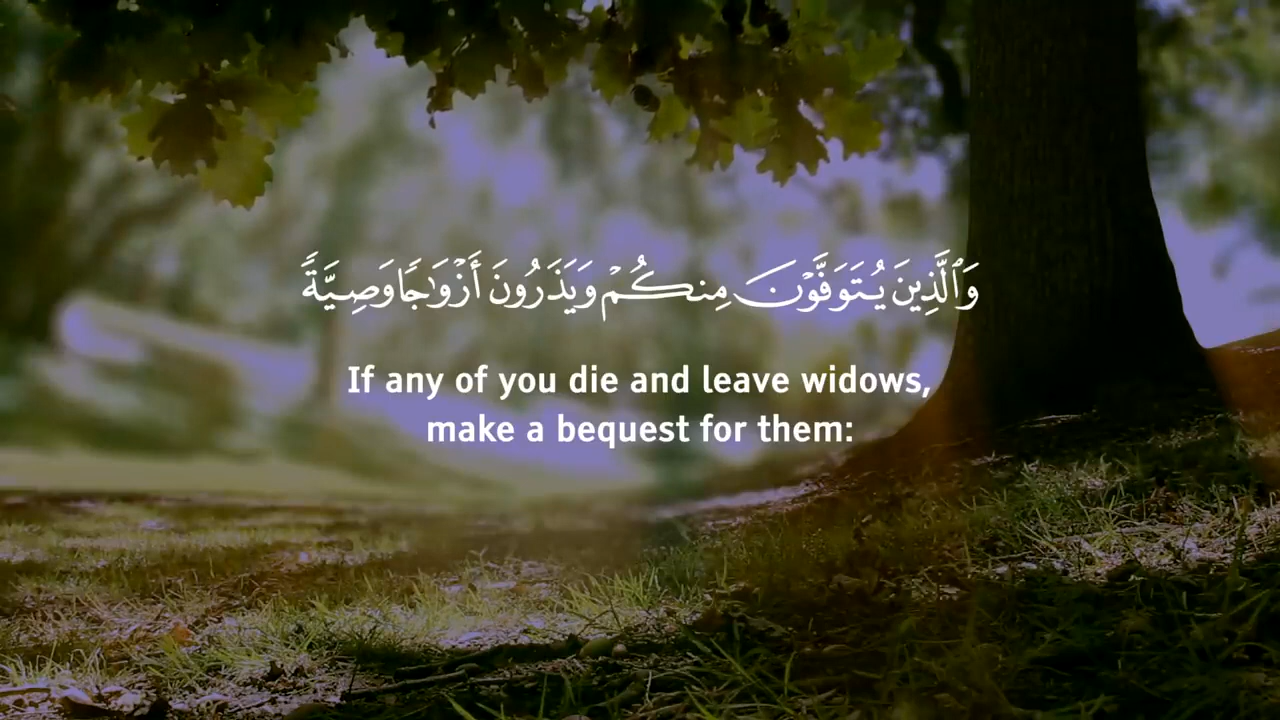 وَٱلَّذِينَ يُتَوَفَّوْنَ مِنكُمْ وَيَذَرُونَ أَزْوَٰجًا وَصِيَّةً
If any of you die and leave widows,
make a bequest for them: